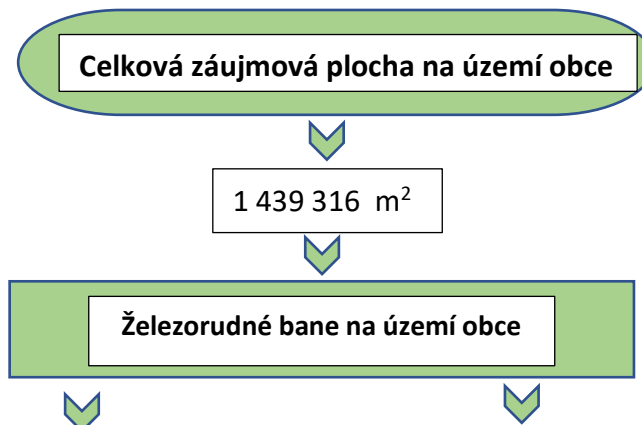 Celková záujmová plocha na území obce
1 439 316 m²
Železorudné bane na území obce